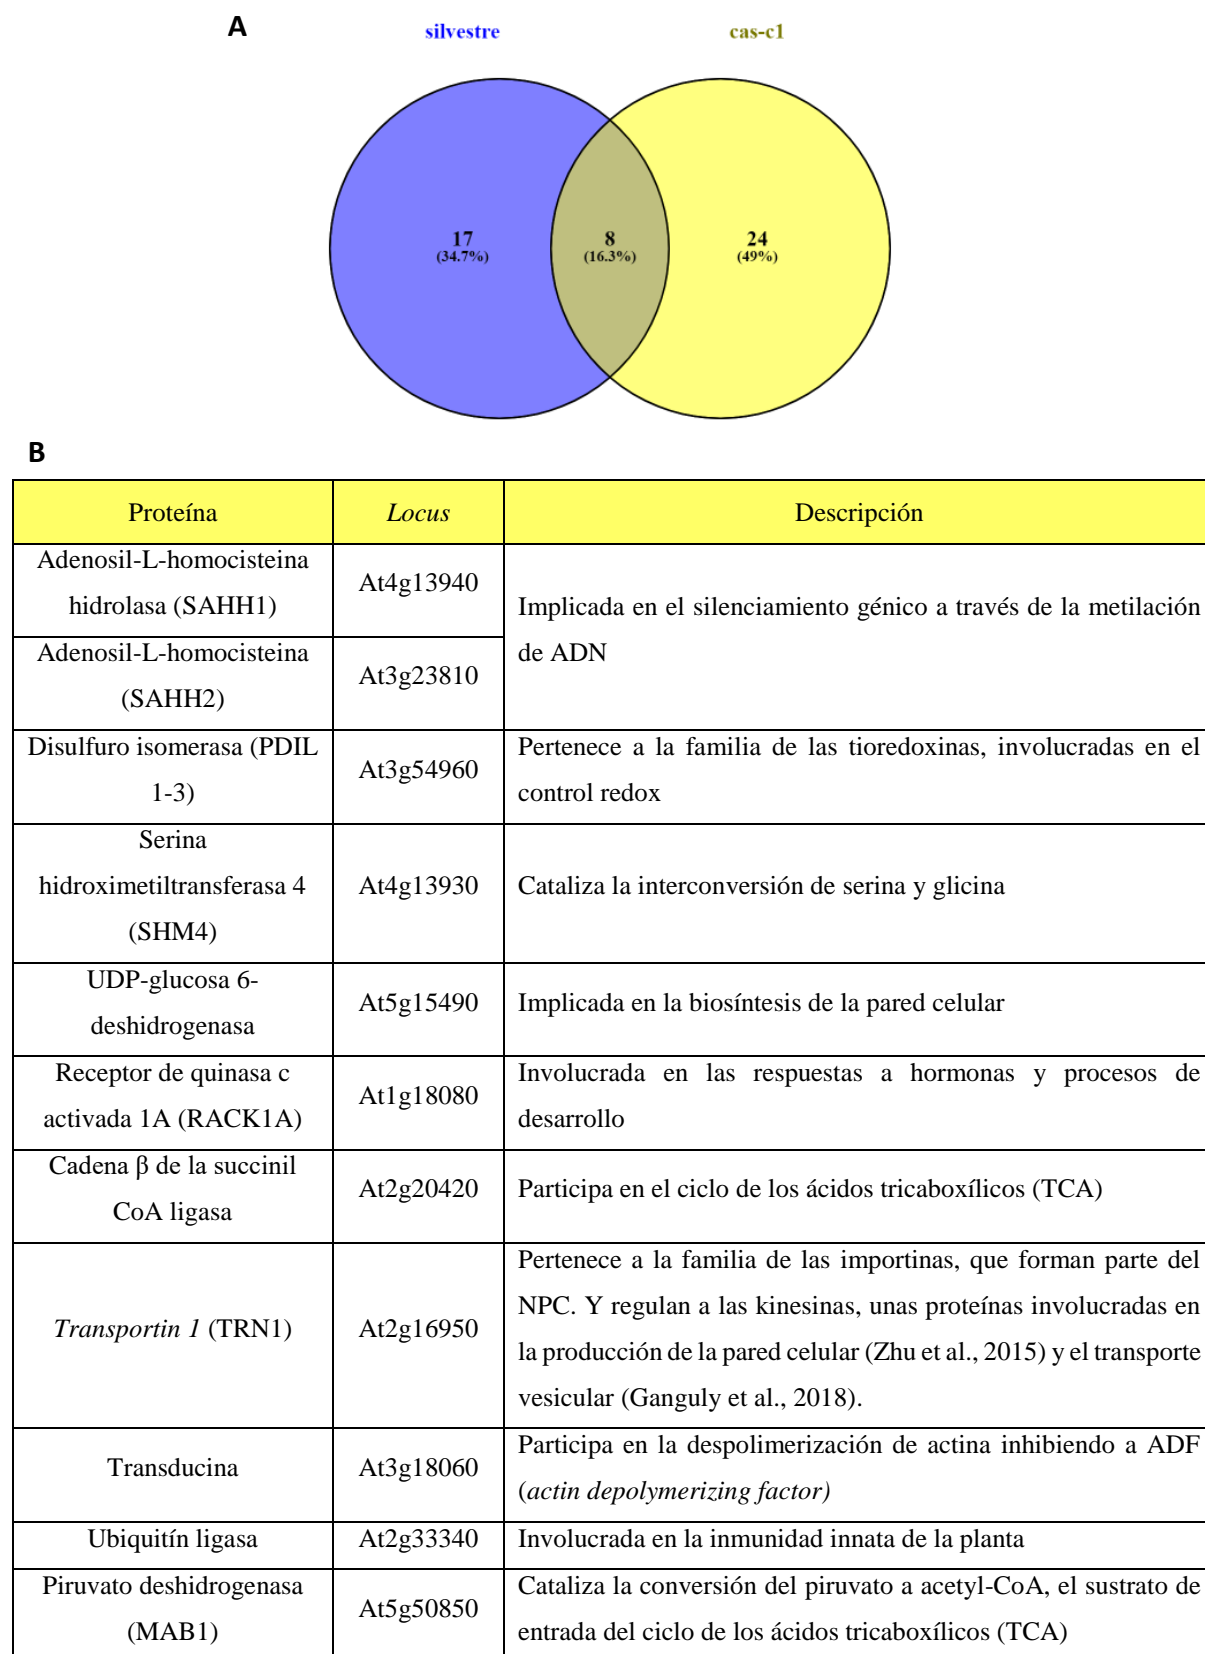 A
silvestre
cas-c1
17
(34.7%)
8
(16.3%)
24
(49%)
B
Proteína
Locus
Descripción
Adenosil-L-homocisteina
hidrolasa (SAHH1)
At4g13940
Implicada en el silenciamiento génico a través de la metilación
de ADN
Adenosil-L-homocisteina
(SAHH2)
At3g23810
Disulfuro isomerasa (PDIL
1-3)
At3g54960
Pertenece a la familia de las tioredoxinas, involucradas en el
control redox
Serina
hidroximetiltransferasa 4
(SHM4)
At4g13930
Cataliza la interconversión de serina y glicina
UDP-glucosa 6-
deshidrogenasa
At5g15490
Implicada en la biosíntesis de la pared celular
Receptor de quinasa c
activada 1A (RACK1A)
At1g18080
Involucrada en las respuestas a hormonas y procesos de
desarrollo
Cadena β de la succinil
CoA ligasa
At2g20420
Participa en el ciclo de los ácidos tricaboxílicos (TCA)
Transportin 1 (TRN1)
At2g16950
Pertenece a la familia de las importinas, que forman parte del
NPC. Y regulan a las kinesinas, unas proteínas involucradas en
la producción de la pared celular (Zhu et al., 2015) y el transporte
vesicular (Ganguly et al., 2018).
Transducina
At3g18060
Participa en la despolimerización de actina inhibiendo a ADF
(actin depolymerizing factor)
Ubiquitín ligasa
At2g33340
Involucrada en la inmunidad innata de la planta
Piruvato deshidrogenasa
(MAB1)
At5g50850
Cataliza la conversión del piruvato a acetyl-CoA, el sustrato de
entrada del ciclo de los ácidos tricaboxílicos (TCA)